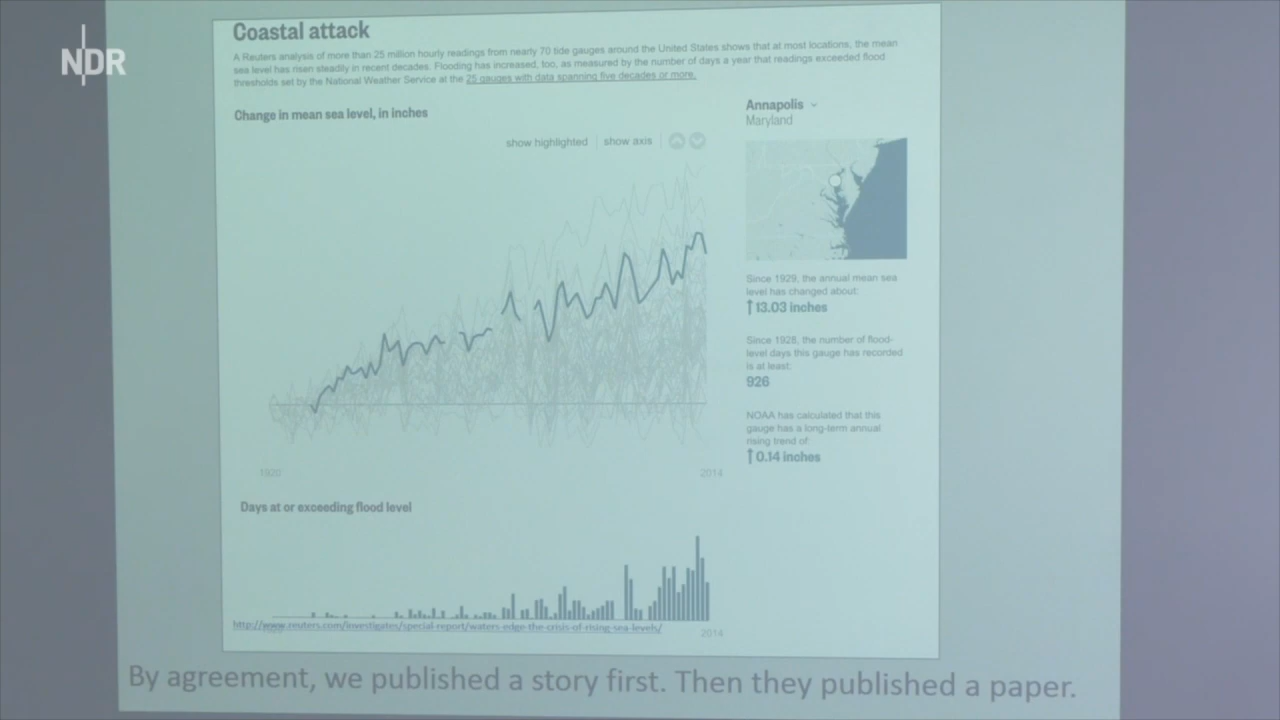 NDR
Coastal attack
A Reuters analysis of more than 25 million hourly readings from nearly 70 tide gauges around the United States shows that at most locations, the mean
sea level has risen steadily in recent decades. Flooding has increased, too, as measured by the number of days a year that readings exceeded flood
thresholds set by the National Weather Service at the 25 gauges with data spanning five decades or more.
Change in mean sea level, in inches
show highlighted
show axis
1920
2014
Annapolis
Maryland
Since 1929, the annual mean sea
level has changed about:
↑13.03 inches
Since 1928, the number of flood-
level days this gauge has recorded
is at least:
926
NOAA has calculated that this
gauge has a long-term annual
rising trend of:
↑0.14 inches
Days at or exceeding flood level
http://www.reuters.com/investigates/special-report/waters-edge-the-crisis-of-rising-sea-levels/
2014
By agreement, we published a story first. Then they published a paper.